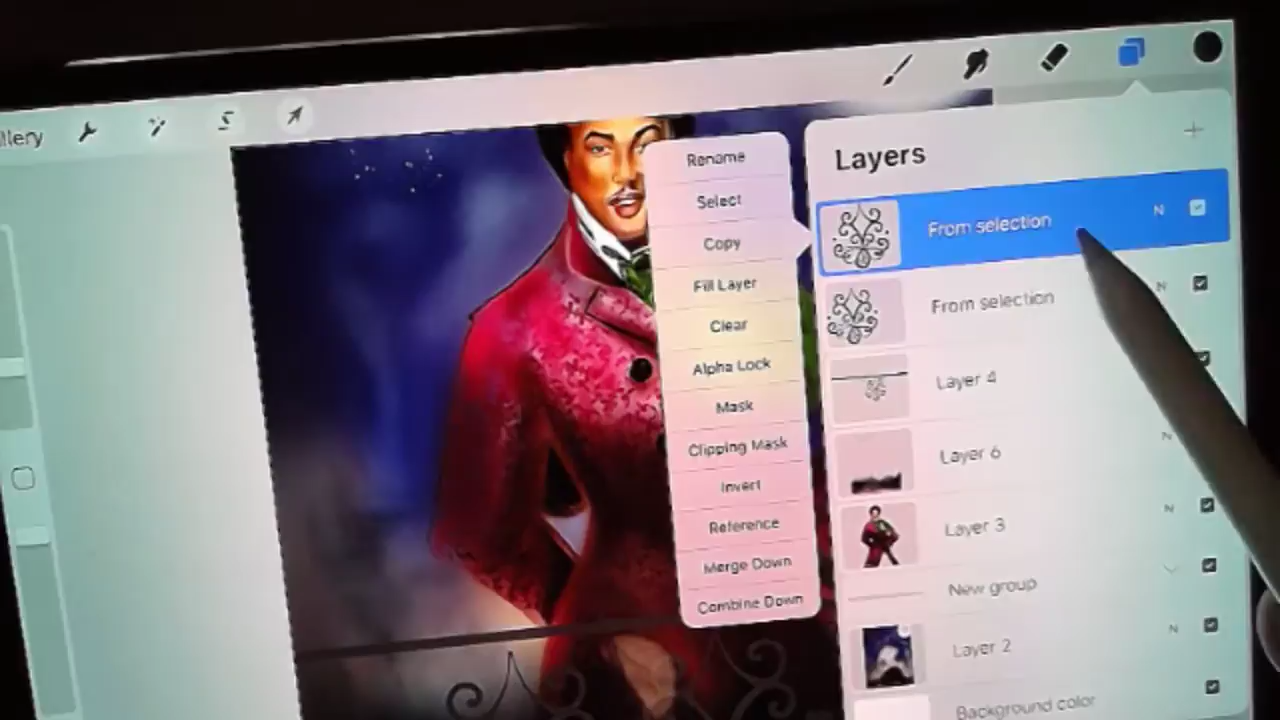 llery
Layers
Rename
Select
Copy
Fill Layer
Clear
Alpha Lock
Mask
Clipping Mask
Invert
Reference
Merge Down
Combine Down
From selection N
From selection N
Layer 4
Layer 6 N
Layer 3 N
New group
Layer 2 N
Background color